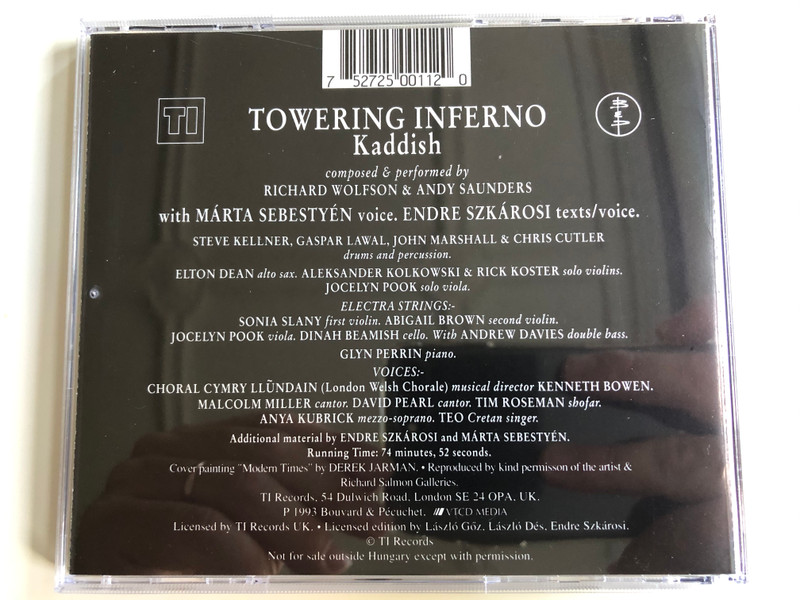 7 52725 00112 0
TI
TOWERING INFERNO
Kaddish
composed & performed by
RICHARD WOLFSON & ANDY SAUNDERS
with MÁRTA SEBESTYÉN voice. ENDRE SZKÁROSI texts/voice.
STEVE KELLNER, GASPAR LAWAL, JOHN MARSHALL & CHRIS CUTLER
drums and percussion.
ELTON DEAN alto sax. ALEKSANDER KOLKOWSKI & RICK KOSTER solo violins.
JOCELYN POOK solo viola.
ELECTRA STRINGS:-
SONIA SLANY first violin. ABIGAIL BROWN second violin.
JOCELYN POOK viola. DINAH BEAMISH cello. With ANDREW DAVIES double bass.
GLYN PERRIN piano.
VOICES:-
CHORAL CYMRY LLŨNDAIN (London Welsh Chorale) musical director KENNETH BOWEN.
MALCOLM MILLER cantor. DAVID PEARL cantor. TIM ROSEMAN shofar.
ANYA KUBRICK mezzo-soprano. TEO Cretan singer.
Additional material by ENDRE SZKÁROSI and MÁRTA SEBESTYÉN.
Running Time: 74 minutes, 52 seconds.
Cover painting "Modern Times" by DEREK JARMAN. • Reproduced by kind permisson of the artist &
Richard Salmon Galleries.
TI Records, 54 Dulwich Road, London SE 24 OPA, UK.
P 1993 Bouvard & Pécuchet. VTCD MEDIA
Licensed by TI Records UK. • Licensed edition by László Gőz, László Dés, Endre Szkárosi.
© TI Records
Not for sale outside Hungary except with permission.